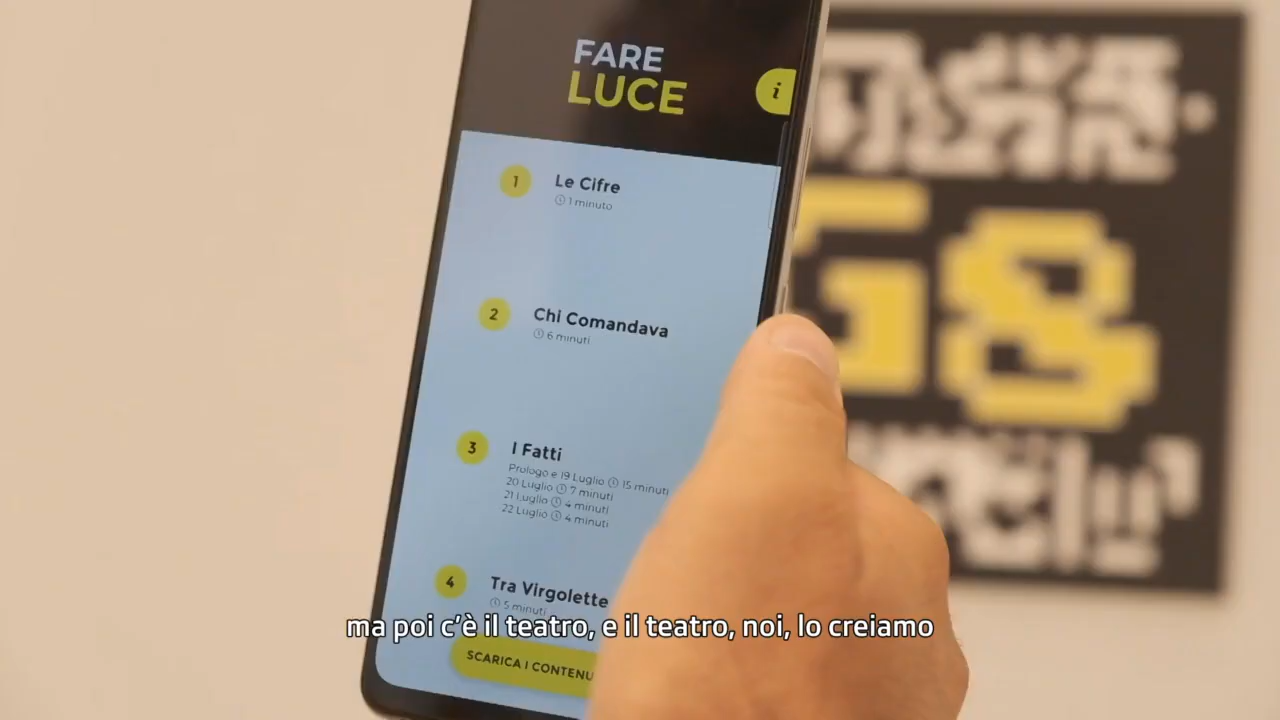 FARE
LUCE
i
1
Le Cifre
1 minuto
2
Chi Comandava
6 minuti
3
I Fatti
Prologo e 19 Luglio 15 minuti
20 Luglio 7 minuti
21 Luglio 4 minuti
22 Luglio 4 minuti
4
Tra Virgolette
5 minuti
ma poi c'è il teatro, e il teatro, noi, lo creiamo
SCARICA I CONTENU
G8